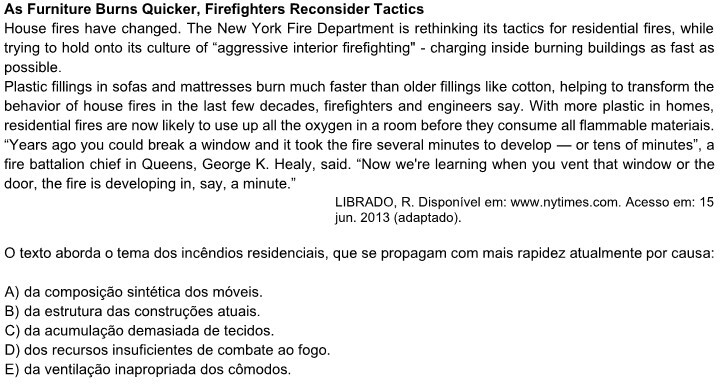 As Furniture Burns Quicker, Firefighters Reconsider Tactics
House fires have changed. The New York Fire Department is rethinking its tactics for residential fires, while
trying to hold onto its culture of “aggressive interior firefighting" - charging inside burning buildings as fast as
possible.
Plastic fillings in sofas and mattresses burn much faster than older fillings like cotton, helping to transform the
behavior of house fires in the last few decades, firefighters and engineers say. With more plastic in homes,
residential fires are now likely to use up all the oxygen in a room before they consume all flammable materiais.
“Years ago you could break a window and it took the fire several minutes to develop — or tens of minutes”, a
fire battalion chief in Queens, George K. Healy, said. “Now we're learning when you vent that window or the
door, the fire is developing in, say, a minute.”
LIBRADO, R. Disponível em: www.nytimes.com. Acesso em: 15
jun. 2013 (adaptado).
O texto aborda o tema dos incêndios residenciais, que se propagam com mais rapidez atualmente por causa:
A) da composição sintética dos móveis.
B) da estrutura das construções atuais.
C) da acumulação demasiada de tecidos.
D) dos recursos insuficientes de combate ao fogo.
E) da ventilação inapropriada dos cômodos.